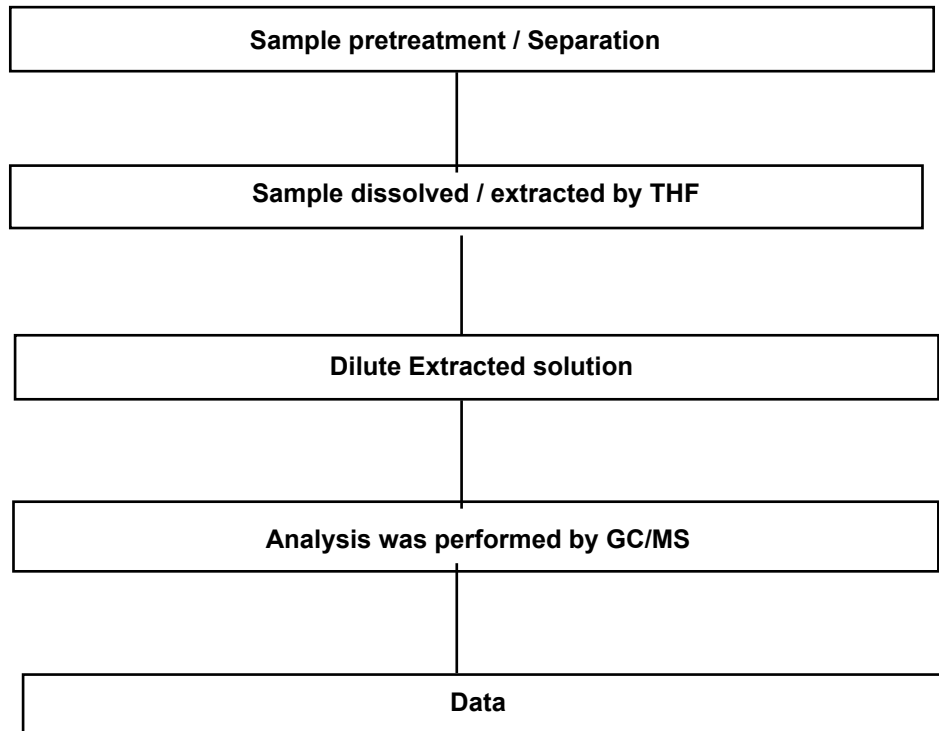 Sample pretreatment / Separation
Sample dissolved / extracted by THF
Dilute Extracted solution
Analysis was performed by GC/MS
Data